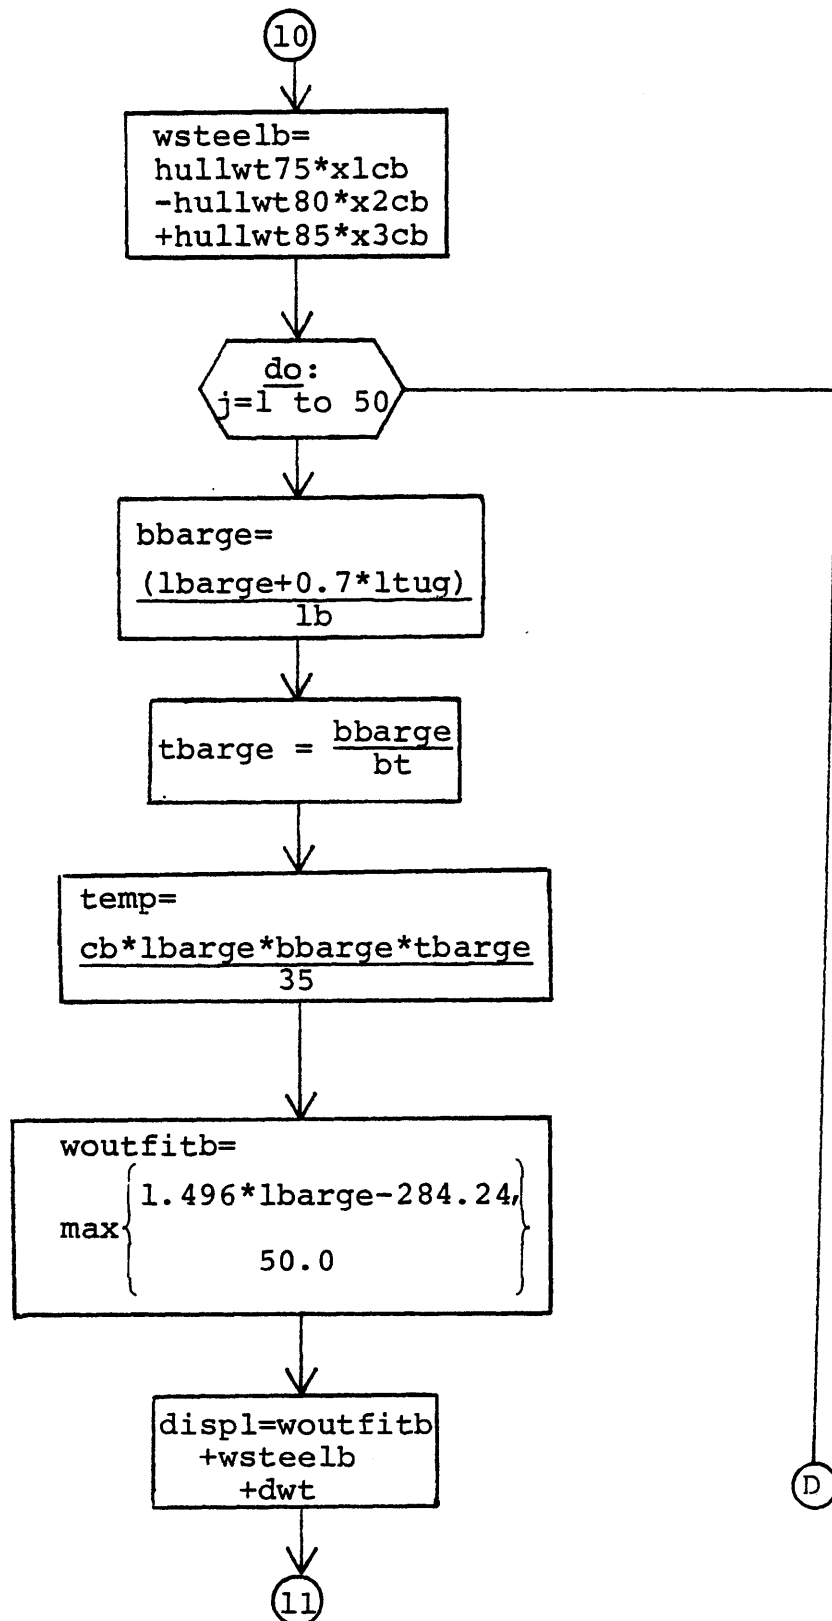 10
wsteelb=
hullwt75*x1cb
-hullwt80*x2cb
+hullwt85*x3cb
do:
j=1 to 50
bbarge=
(lbarge+0.7*ltug)
lb
tbarge = bbarge
bt
temp=
cb*lbarge*bbarge*tbarge
35
woutfitb=
1.496*lbarge-284.24,
max
50.0
displ=woutfitb
+wsteelb
+dwt
D
11